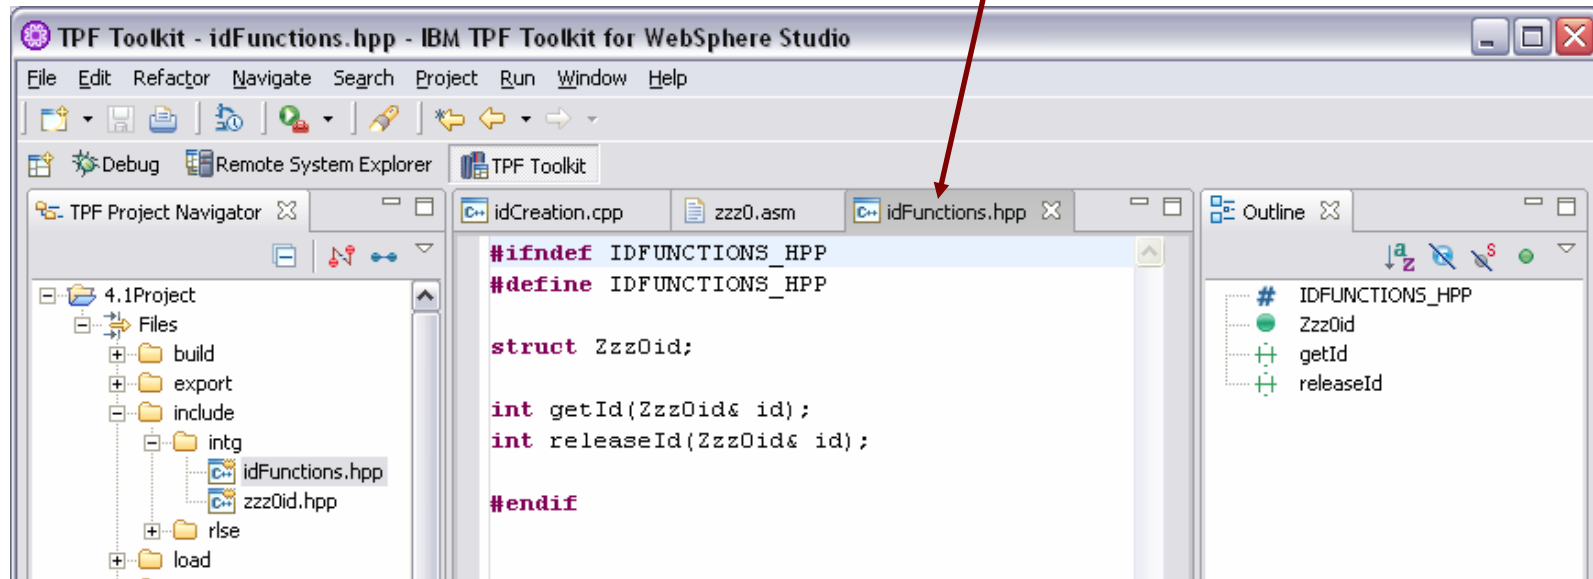 TPF Toolkit - idFunctions.hpp - IBM TPF Toolkit for WebSphere Studio
File Edit Refactor Navigate Search Project Run Window Help
Debug Remote System Explorer TPF Toolkit
TPF Project Navigator
4.1Project
Files
build
export
include
intg
idFunctions.hpp
zzz0id.hpp
rlse
load
idCreation.cpp zzz0.asm idFunctions.hpp
#ifndef IDFUNCTIONS_HPP
#define IDFUNCTIONS_HPP
struct Zzz0id;
int getId(Zzz0id& id);
int releaseId(Zzz0id& id);
#endif
Outline
IDFUNCTIONS_HPP
Zzz0id
getId
releaseId